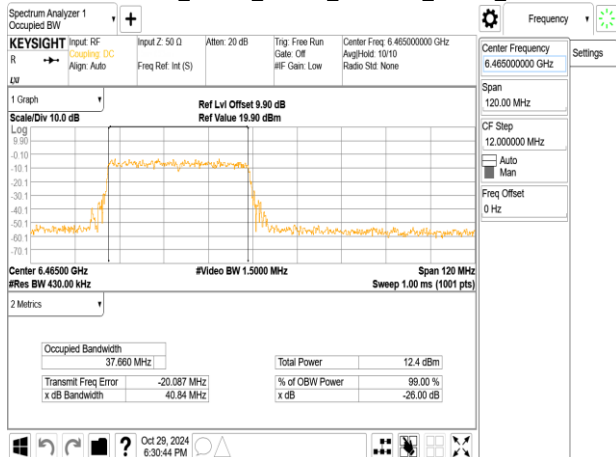 Spectrum Analyzer 1
Occupied BW
Frequency
KEYSIGHT Input: RF Input Z: 50 Ω Atten: 20 dB Trig: Free Run Center Freq: 6.465000000 GHz
R Coupling: DC Gate: Off Avg|Hold: 10/10
Align: Auto Freq Ref: Int (S) #IF Gain: Low Radio Std: None
LXI
Center Frequency
6.465000000 GHz
Settings
Span
120.00 MHz
CF Step
12.000000 MHz
Auto
Man
Freq Offset
0 Hz
1 Graph
Ref Lvl Offset 9.90 dB
Scale/Div 10.0 dB Ref Value 19.90 dBm
Log
9.90
-0.10
-10.1
-20.1
-30.1
-40.1
-50.1
-60.1
-70.1
Center 6.46500 GHz #Video BW 1.5000 MHz Span 120 MHz
#Res BW 430.00 kHz Sweep 1.00 ms (1001 pts)
2 Metrics
Occupied Bandwidth
37.660 MHz Total Power 12.4 dBm
Transmit Freq Error -20.087 MHz % of OBW Power 99.00 %
x dB Bandwidth 40.84 MHz x dB -26.00 dB
? Oct 29, 2024
6:30:44 PM